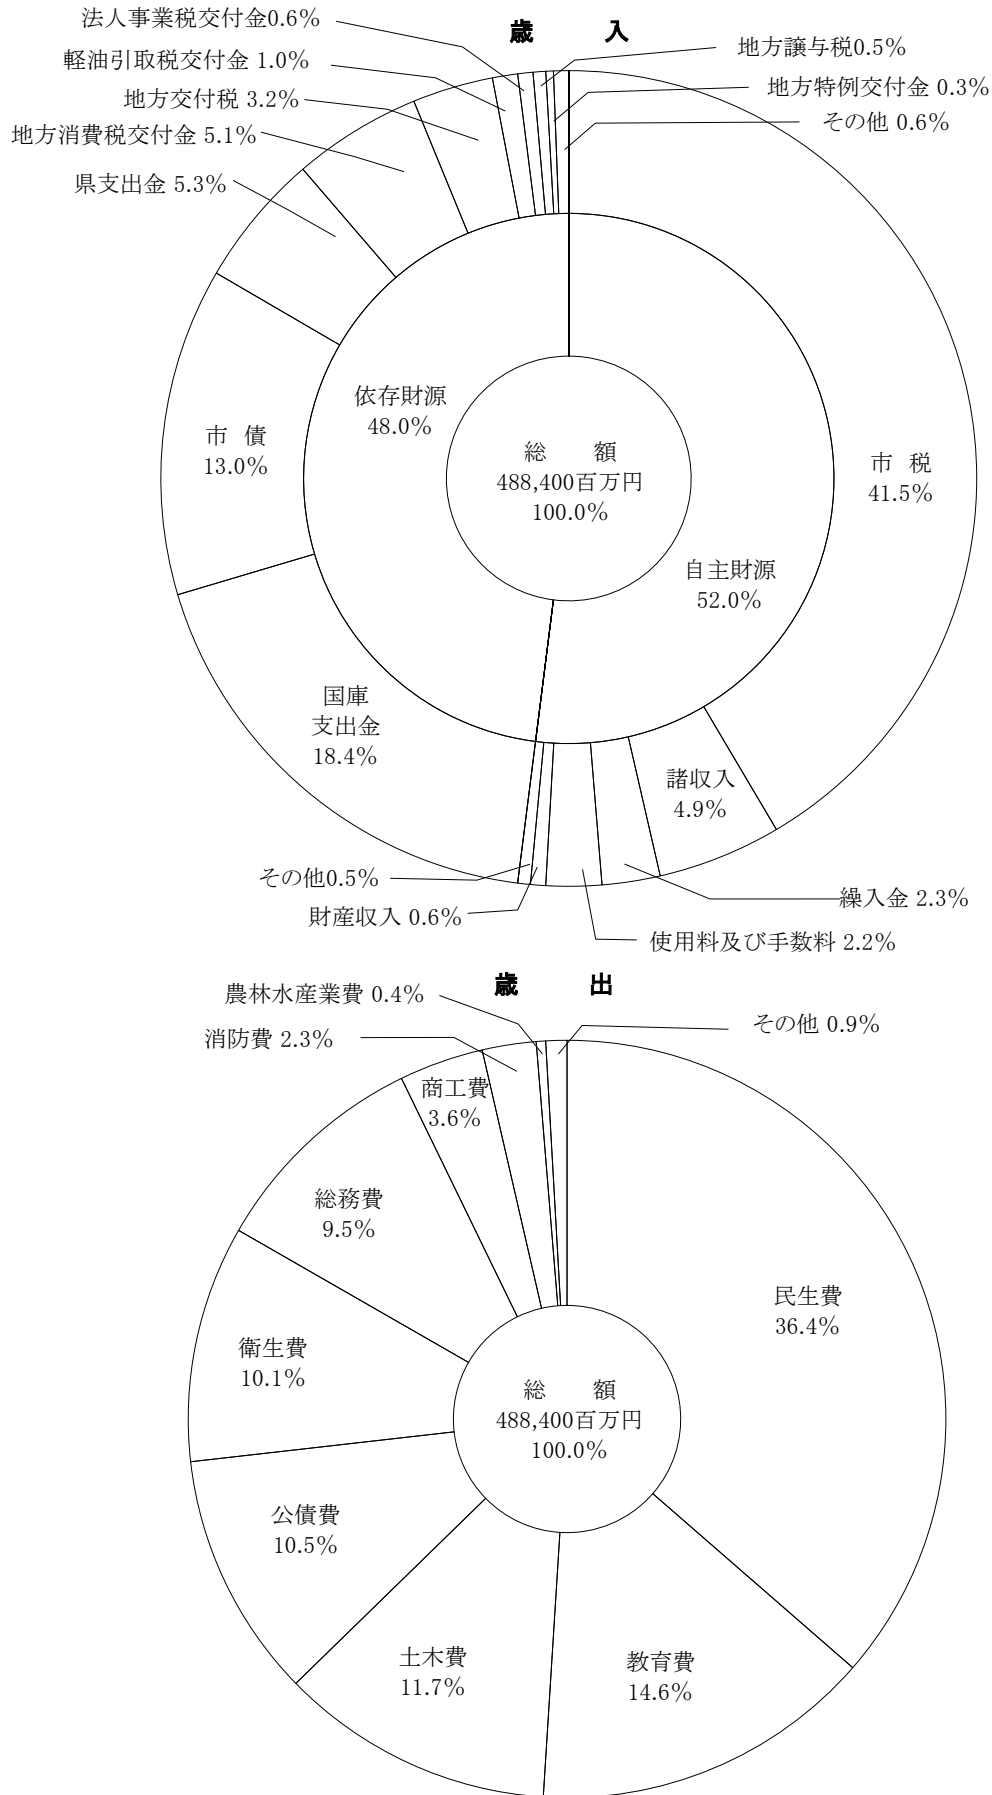 歳 入
法人事業税交付金0.6%
軽油引取税交付金 1.0%
地方交付税 3.2%
地方消費税交付金 5.1%
県支出金 5.3%
地方譲与税0.5%
地方特例交付金 0.3%
その他 0.6%
依存財源
48.0%
市 債
13.0%
総 額
488,400百万円
100.0%
市 税
41.5%
自主財源
52.0%
国庫
支出金
18.4%
諸収入
4.9%
その他0.5%
財産収入 0.6%
繰入金 2.3%
使用料及び手数料 2.2%
歳 出
農林水産業費 0.4%
消防費 2.3%
その他 0.9%
商工費
3.6%
総務費
9.5%
民生費
36.4%
衛生費
10.1%
総 額
488,400百万円
100.0%
公債費
10.5%
土木費
11.7%
教育費
14.6%